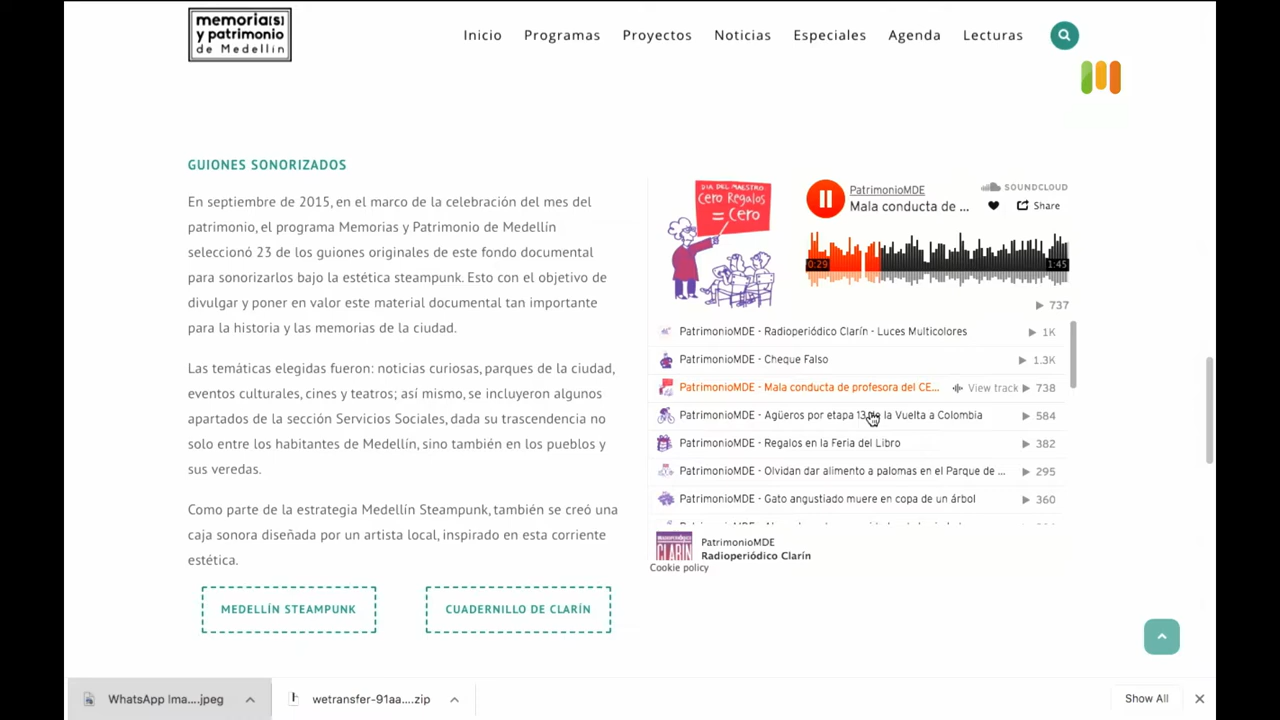 memoria[s]
y patrimonio
de Medellín
Inicio Programas Proyectos Noticias Especiales Agenda Lecturas
GUIONES SONORIZADOS
En septiembre de 2015, en el marco de la celebración del mes del
patrimonio, el programa Memorias y Patrimonio de Medellín
seleccionó 23 de los guiones originales de este fondo documental
para sonorizarlos bajo la estética steampunk. Esto con el objetivo de
divulgar y poner en valor este material documental tan importante
para la historia y las memorias de la ciudad.
Las temáticas elegidas fueron: noticias curiosas, parques de la ciudad,
eventos culturales, cines y teatros; así mismo, se incluyeron algunos
apartados de la sección Servicios Sociales, dada su trascendencia no
solo entre los habitantes de Medellín, sino también en los pueblos y
sus veredas.
Como parte de la estrategia Medellín Steampunk, también se creó una
caja sonora diseñada por un artista local, inspirado en esta corriente
estética.
MEDELLÍN STEAMPUNK
CUADERNILLO DE CLARÍN
DIA DEL MAESTRO
Cero Regalos
= Cero
PatrimonioMDE
Mala conducta de ...
SOUNDCLOUD
Share
0:29
1:45
737
PatrimonioMDE - Radioperiódico Clarín - Luces Multicolores 1K
PatrimonioMDE - Cheque Falso 1.3K
PatrimonioMDE - Mala conducta de profesora del CE... View track 738
PatrimonioMDE - Agüeros por etapa 13 la Vuelta a Colombia 584
PatrimonioMDE - Regalos en la Feria del Libro 382
PatrimonioMDE - Olvidan dar alimento a palomas en el Parque de ... 295
PatrimonioMDE - Gato angustiado muere en copa de un árbol 360
CLARIN
PatrimonioMDE
Radioperiódico Clarín
Cookie policy
WhatsApp Ima....jpeg
wetransfer-91aa....zip
Show All